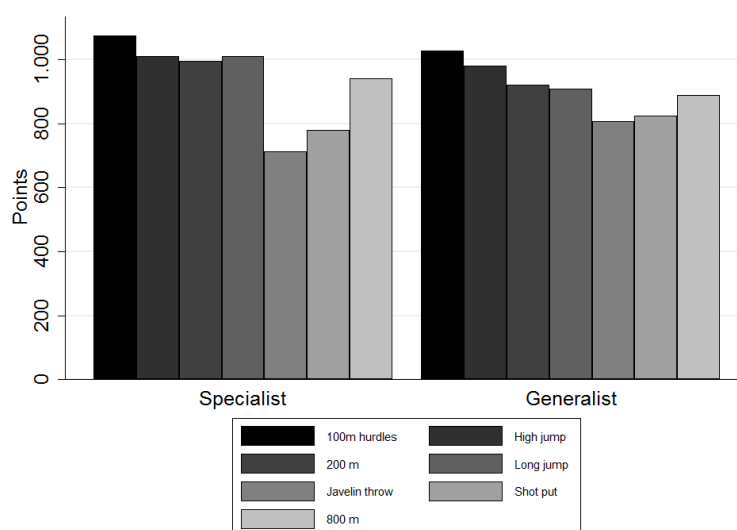 1.000
800
600
400
200
0
Points
Specialist Generalist
100m hurdles High jump
200 m Long jump
Javelin throw Shot put
800 m